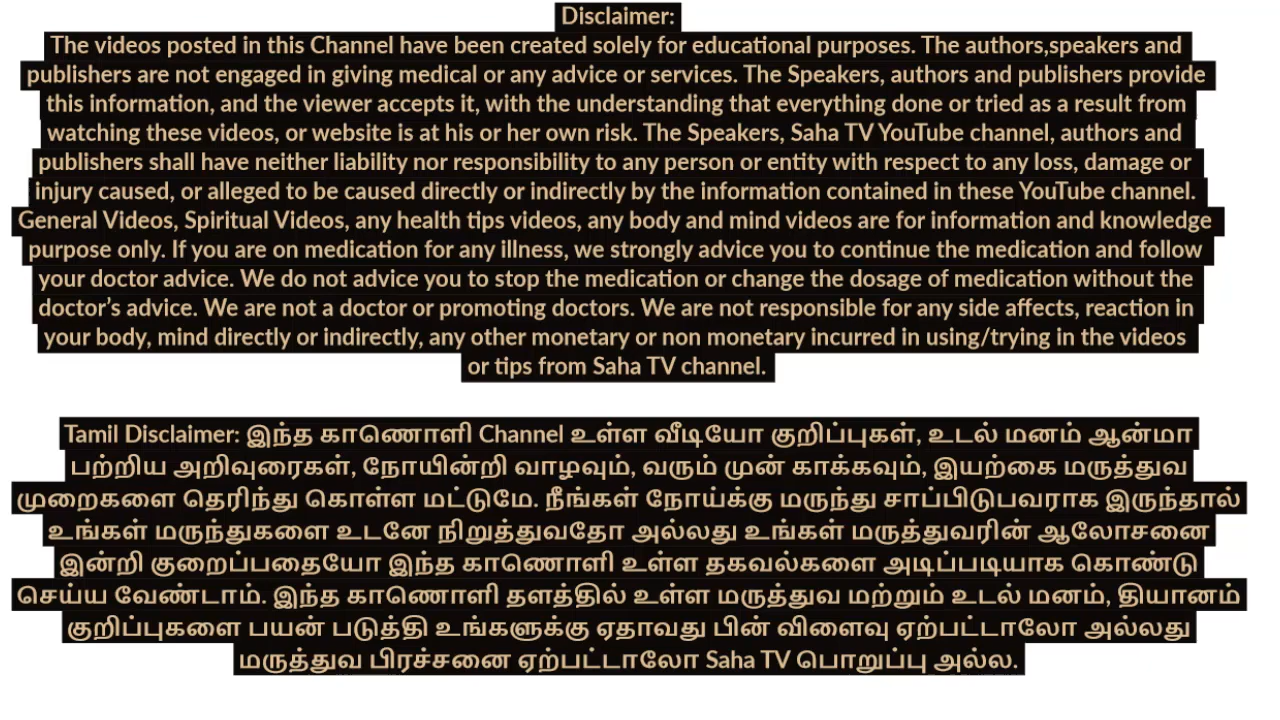 Disclaimer:
The videos posted in this Channel have been created solely for educational purposes. The authors,speakers and
publishers are not engaged in giving medical or any advice or services. The Speakers, authors and publishers provide
this information, and the viewer accepts it, with the understanding that everything done or tried as a result from
watching these videos, or website is at his or her own risk. The Speakers, Saha TV YouTube channel, authors and
publishers shall have neither liability nor responsibility to any person or entity with respect to any loss, damage or
injury caused, or alleged to be caused directly or indirectly by the information contained in these YouTube channel.
General Videos, Spiritual Videos, any health tips videos, any body and mind videos are for information and knowledge
purpose only. If you are on medication for any illness, we strongly advice you to continue the medication and follow
your doctor advice. We do not advice you to stop the medication or change the dosage of medication without the
doctor’s advice. We are not a doctor or promoting doctors. We are not responsible for any side affects, reaction in
your body, mind directly or indirectly, any other monetary or non monetary incurred in using/trying in the videos
or tips from Saha TV channel.
Tamil Disclaimer: இந்த காணொளி Channel உள்ள வீடியோ குறிப்புகள், உடல் மனம் ஆன்மா
பற்றிய அறிவுரைகள், நோயின்றி வாழவும், வரும் முன் காக்கவும், இயற்கை மருத்துவ
முறைகளை தெரிந்து கொள்ள மட்டுமே. நீங்கள் நோய்க்கு மருந்து சாப்பிடுபவராக இருந்தால்
உங்கள் மருந்துகளை உடனே நிறுத்துவதோ அல்லது உங்கள் மருத்துவரின் ஆலோசனை
இன்றி குறைப்பதையோ இந்த காணொளி உள்ள தகவல்களை அடிப்படியாக கொண்டு
செய்ய வேண்டாம். இந்த காணொளி தளத்தில் உள்ள மருத்துவ மற்றும் உடல் மனம், தியானம்
குறிப்புகளை பயன் படுத்தி உங்களுக்கு ஏதாவது பின் விளைவு ஏற்பட்டாலோ அல்லது
மருத்துவ பிரச்சனை ஏற்பட்டாலோ Saha TV பொறுப்பு அல்ல.